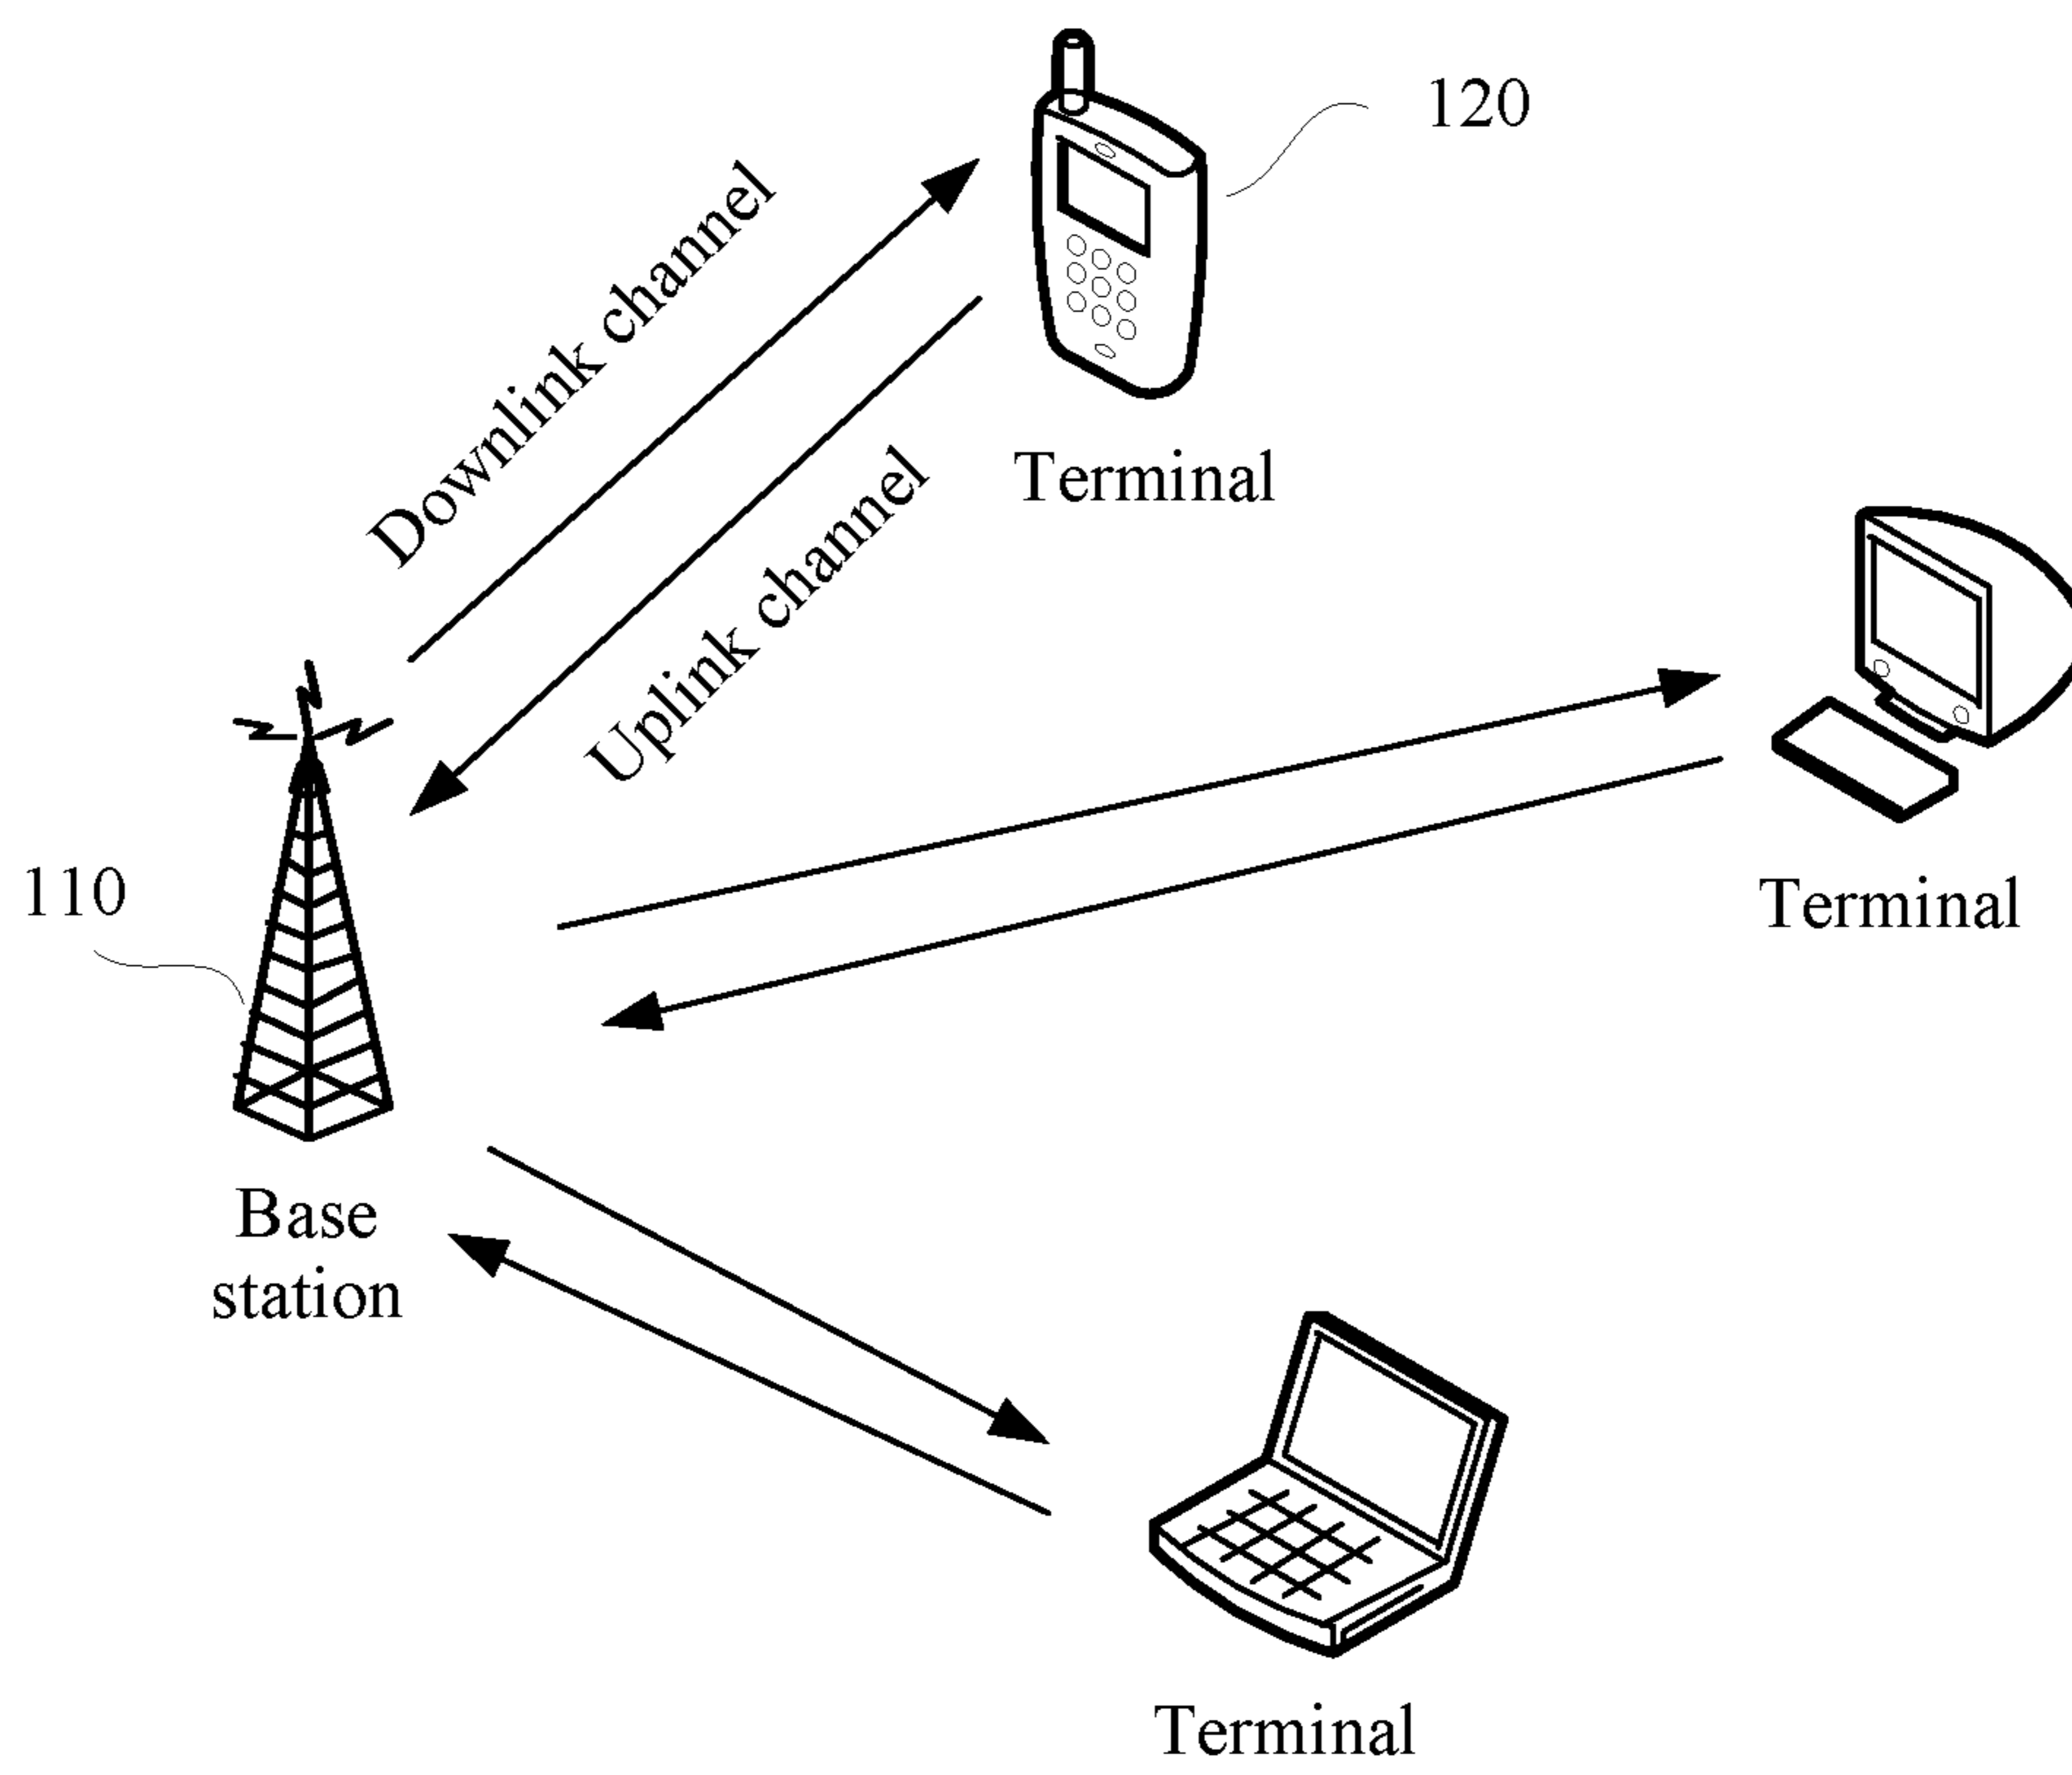 120
Downlink channel
Terminal
Uplink channel
110
Terminal
Base
station
Terminal